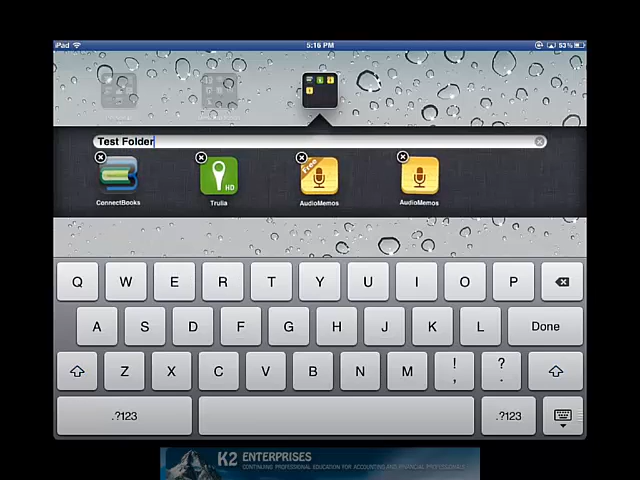 iPad 5:16 PM 53%
Test Folder
HD Free
ConnectBooks Trulia AudioMemos AudioMemos
Q W E R T Y U I O P
A S D F G H J K L Done
Z X C V B N M ! , ? .
.?123 .?123
K2 ENTERPRISES
CONTINUING PROFESSIONAL EDUCATION FOR ACCOUNTING AND FINANCIAL PROFESSIONALS